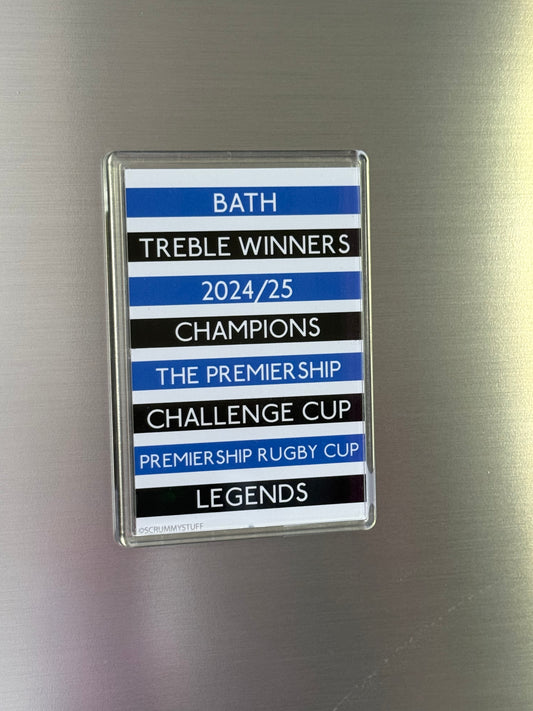 BATH
TREBLE WINNERS
2024/25
CHAMPIONS
THE PREMIERSHIP
CHALLENGE CUP
PREMIERSHIP RUGBY CUP
LEGENDS
©SCRUMMYSTUFF